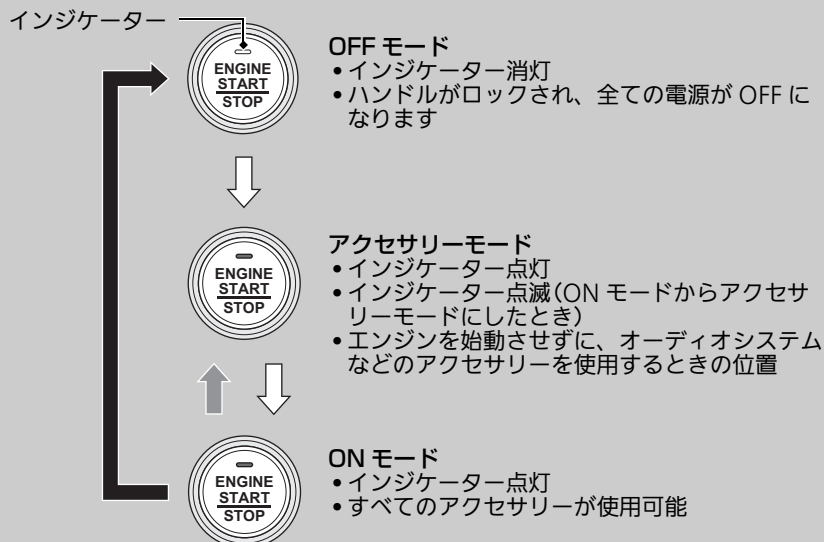 インジケーター
ENGINE
START
STOP
OFF モード
•インジケーター消灯
•ハンドルがロックされ、全ての電源が OFF に
なります
ENGINE
START
STOP
アクセサリーモード
•インジケーター点灯
•インジケーター点滅(ON モードからアクセサ
リーモードにしたとき)
•エンジンを始動させずに、オーディオシステム
などのアクセサリーを使用するときの位置
ENGINE
START
STOP
ON モード
•インジケーター点灯
•すべてのアクセサリーが使用可能